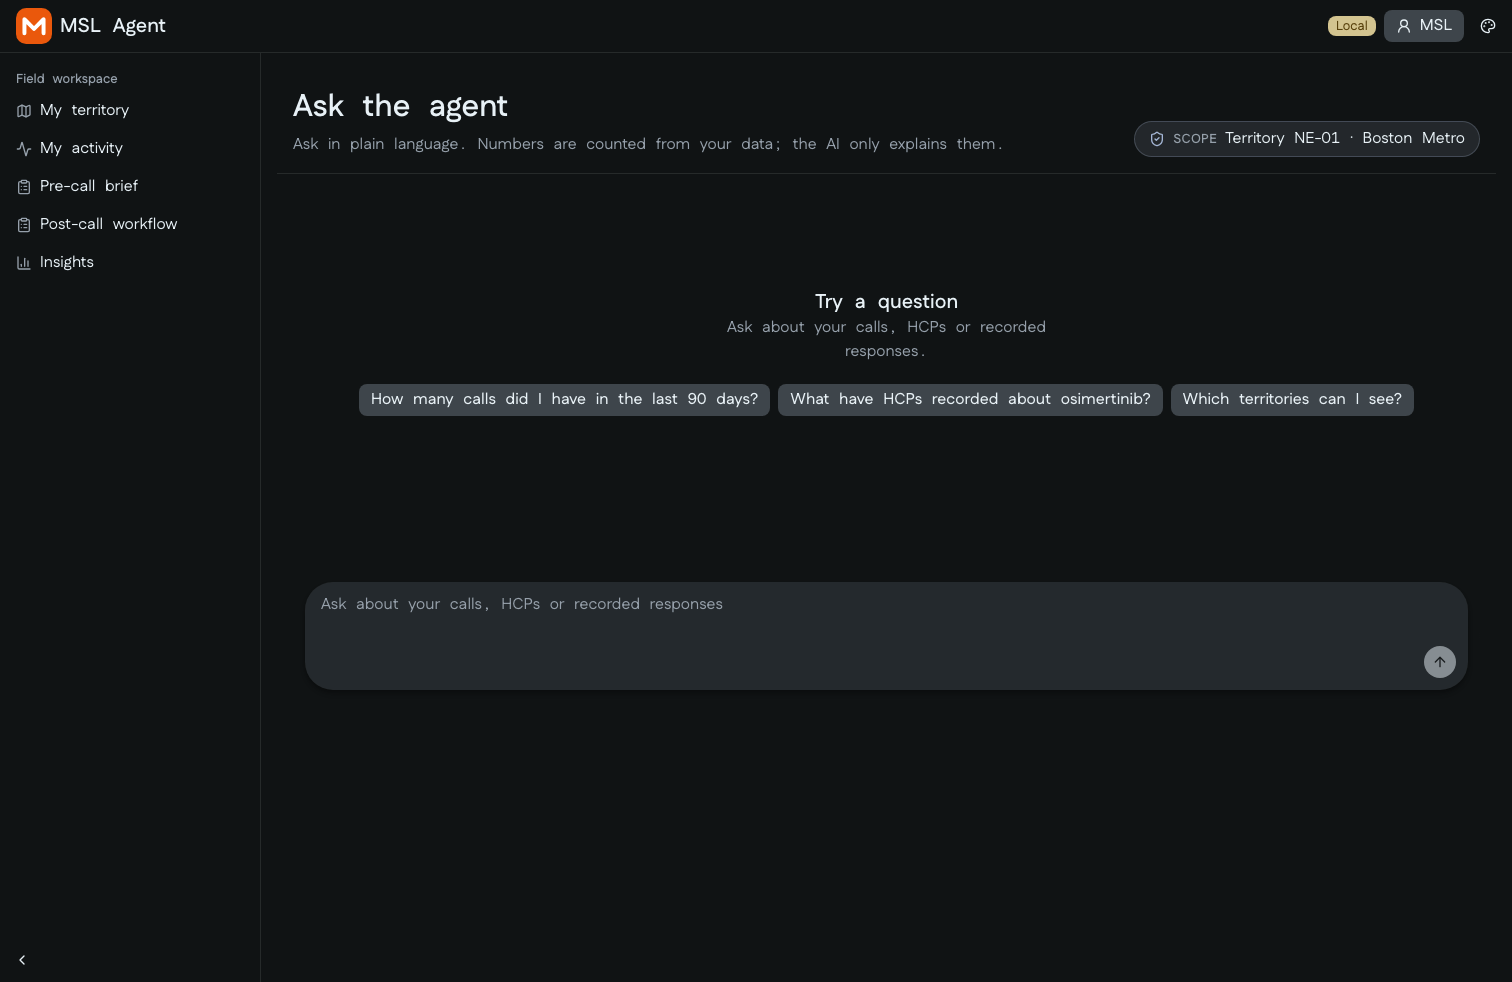 MSL Agent
Local
MSL
Field workspace
My territory
My activity
Pre-call brief
Post-call workflow
Insights
Ask the agent
Ask in plain language. Numbers are counted from your data; the AI only explains them.
SCOPE Territory NE-01 · Boston Metro
Try a question
Ask about your calls, HCPs or recorded
responses.
How many calls did I have in the last 90 days?
What have HCPs recorded about osimertinib?
Which territories can I see?
Ask about your calls, HCPs or recorded responses